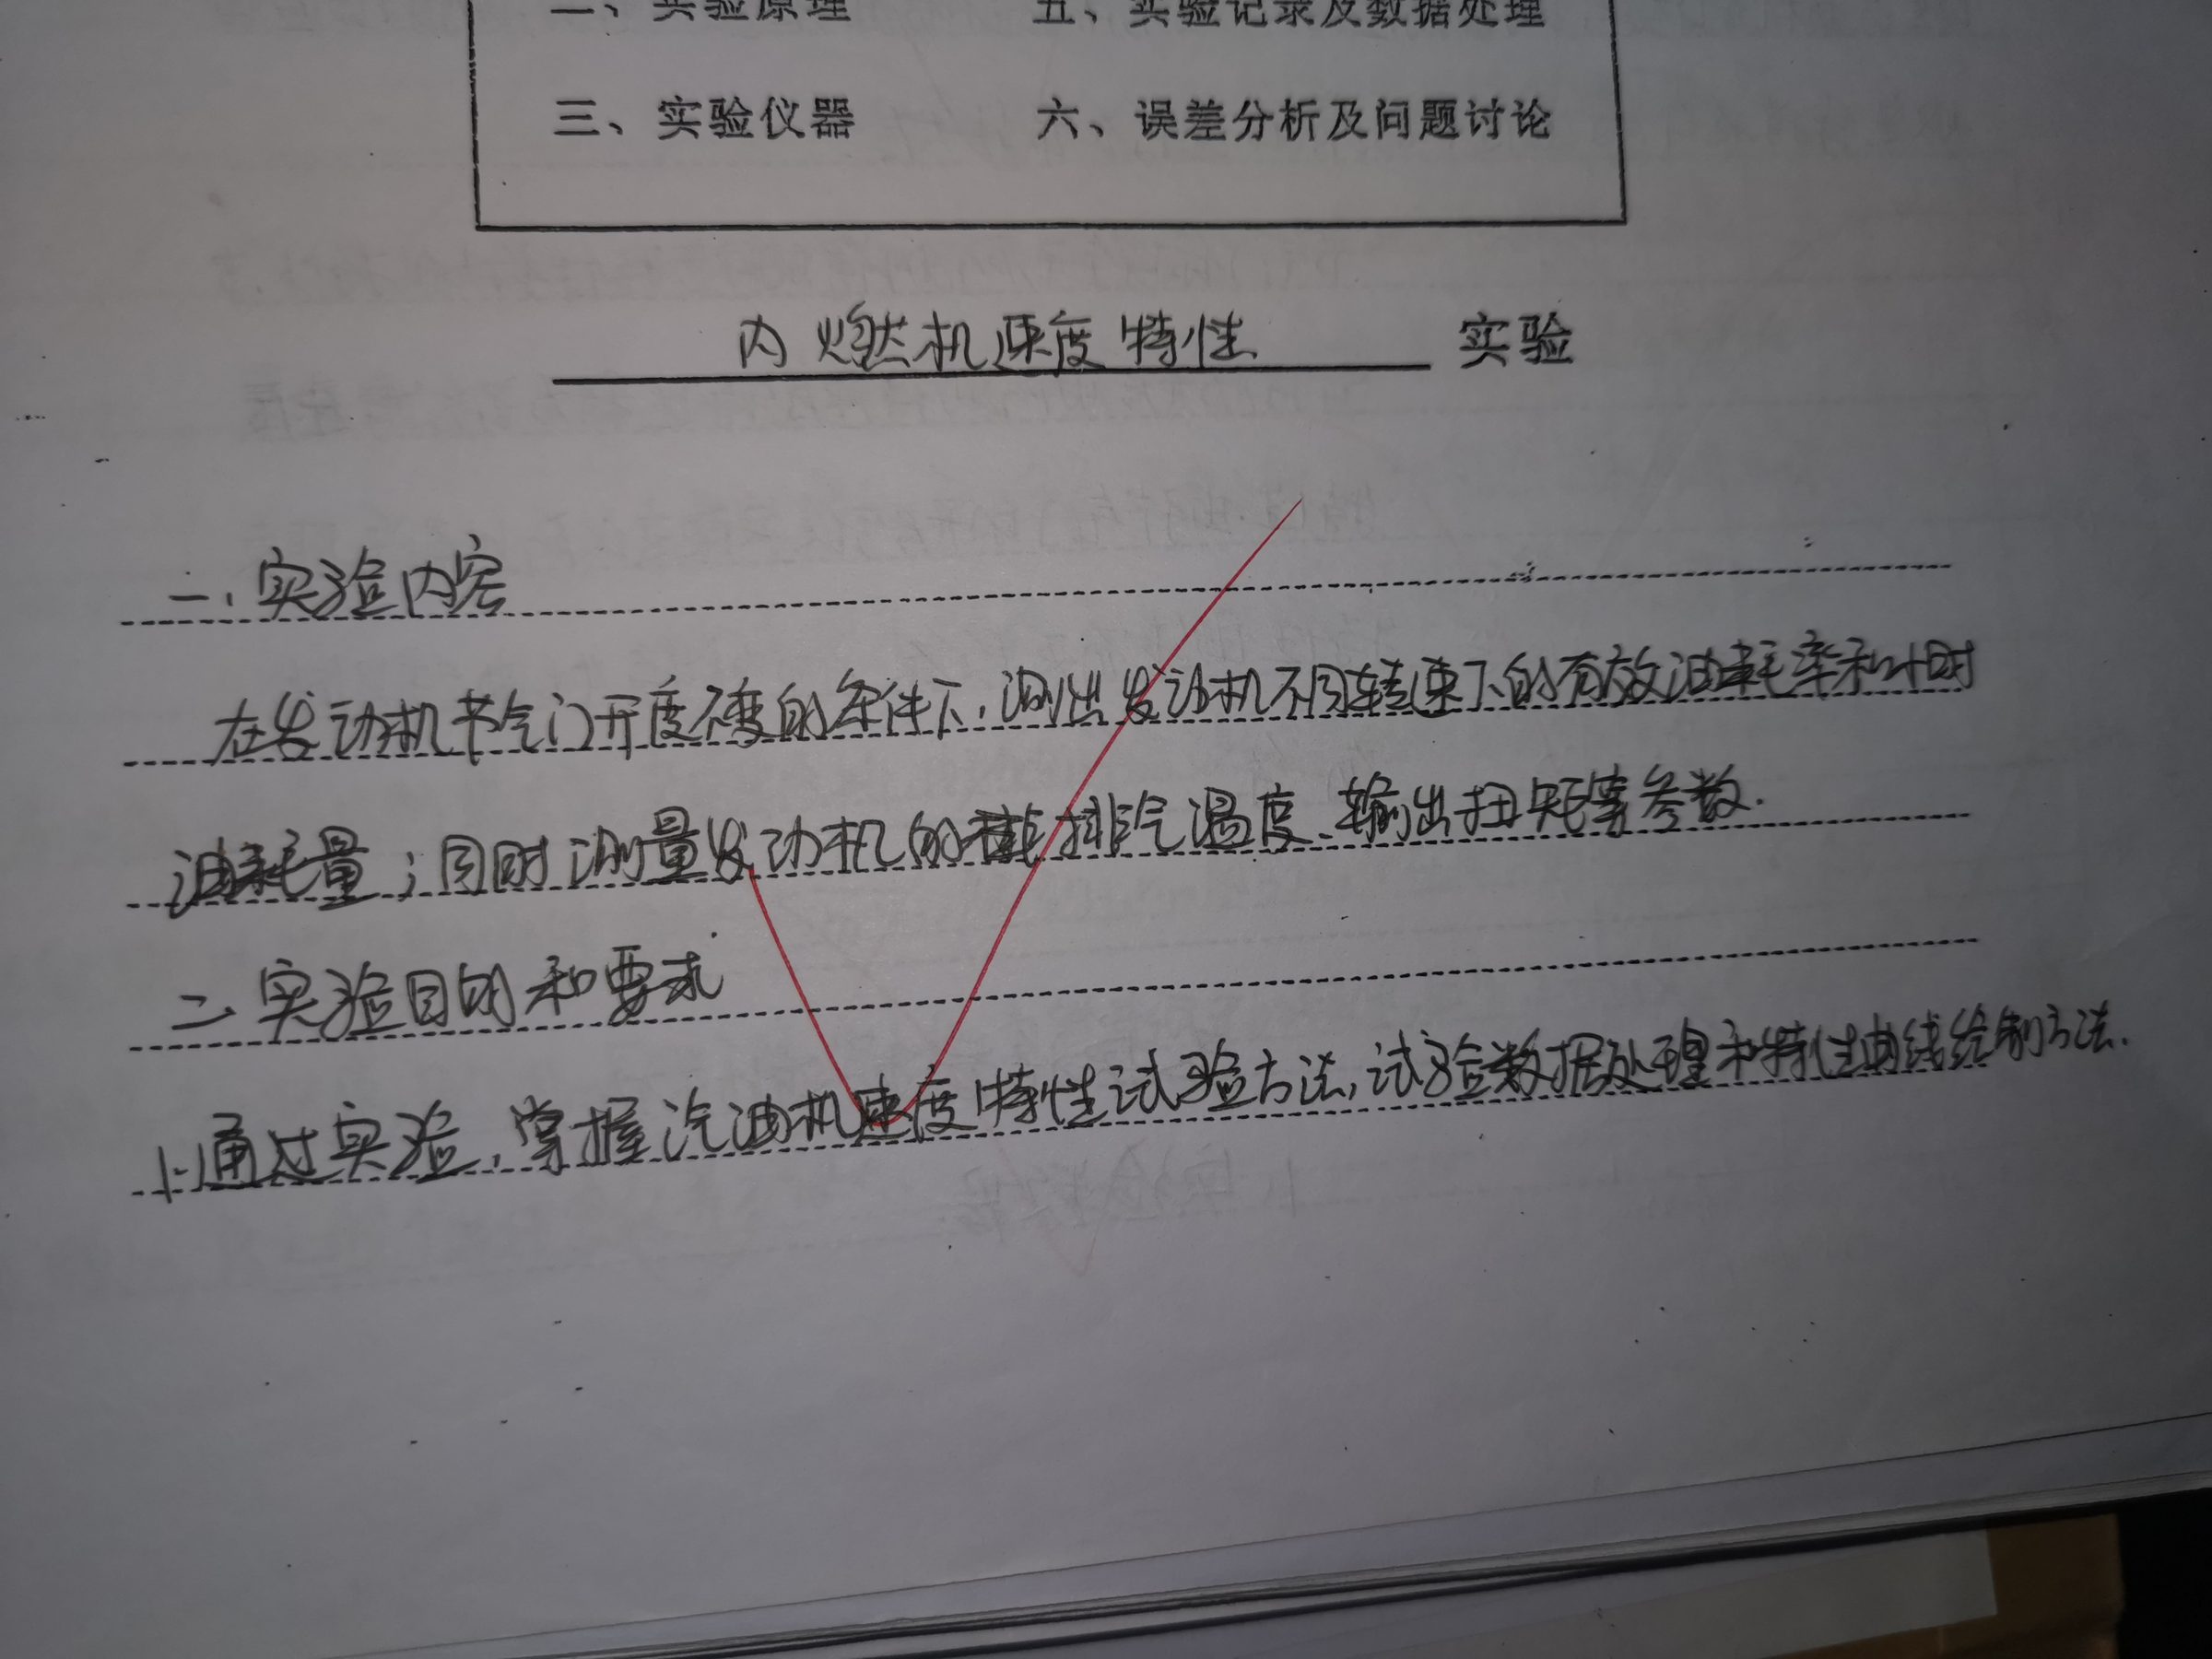 二、实验原理 五、实验记录及数据处理
三、实验仪器 六、误差分析及问题讨论
内燃机速度特性 实验
一、实验内容
在发动机节气门开度不变的条件下，测出发动机不同转速下的有效油耗率和小时
油耗量；同时测量发动机的排气温度、输出扭矩等参数.
二、实验目的和要求
1.通过实验，掌握汽油机速度特性试验方法，试验数据处理和特性曲线绘制方法.